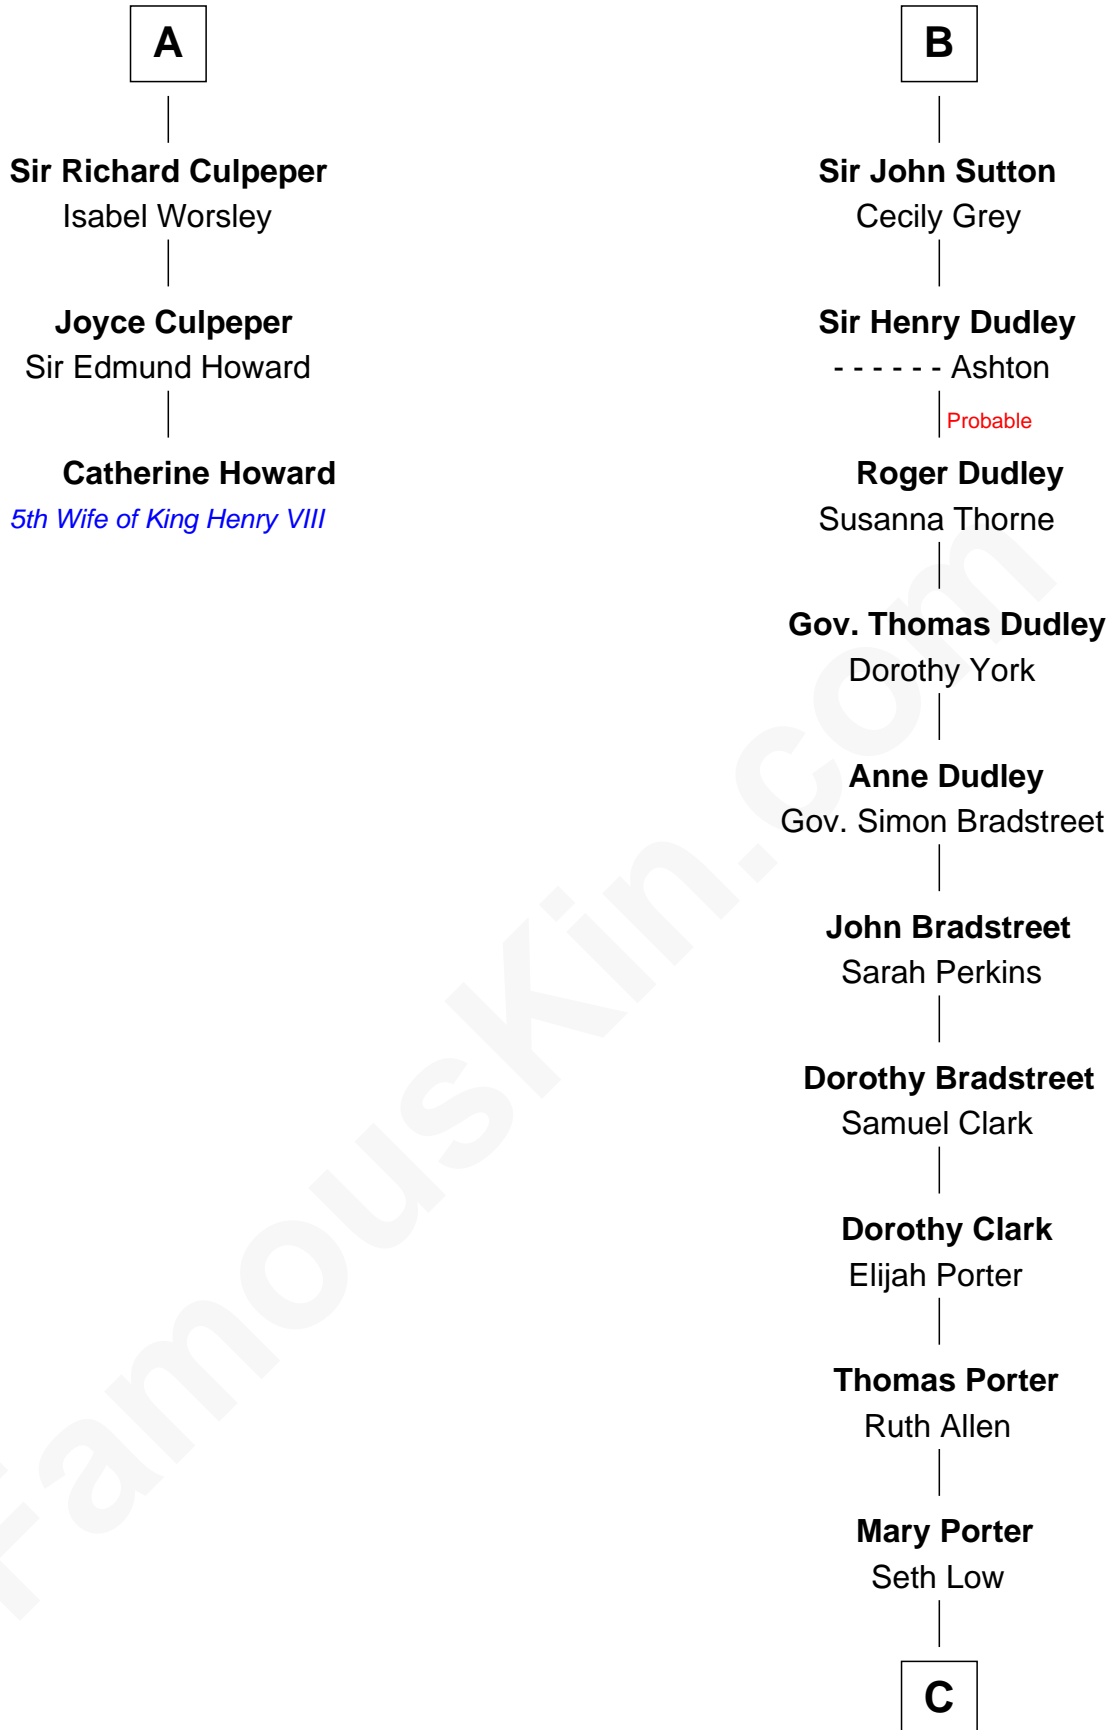 A
Sir Richard Culpeper
Isabel Worsley
Joyce Culpeper
Sir Edmund Howard
Catherine Howard
5th Wife of King Henry VIII
B
Sir John Sutton
Cecily Grey
Sir Henry Dudley
- - - - - - Ashton
Probable
Roger Dudley
Susanna Thorne
Gov. Thomas Dudley
Dorothy York
Anne Dudley
Gov. Simon Bradstreet
John Bradstreet
Sarah Perkins
Dorothy Bradstreet
Samuel Clark
Dorothy Clark
Elijah Porter
Thomas Porter
Ruth Allen
Mary Porter
Seth Low
C
FamousKin.com